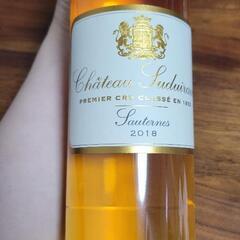 Château Suduiraut
PREMIER CRU CLASSÉ EN 1855
Sauternes
2018